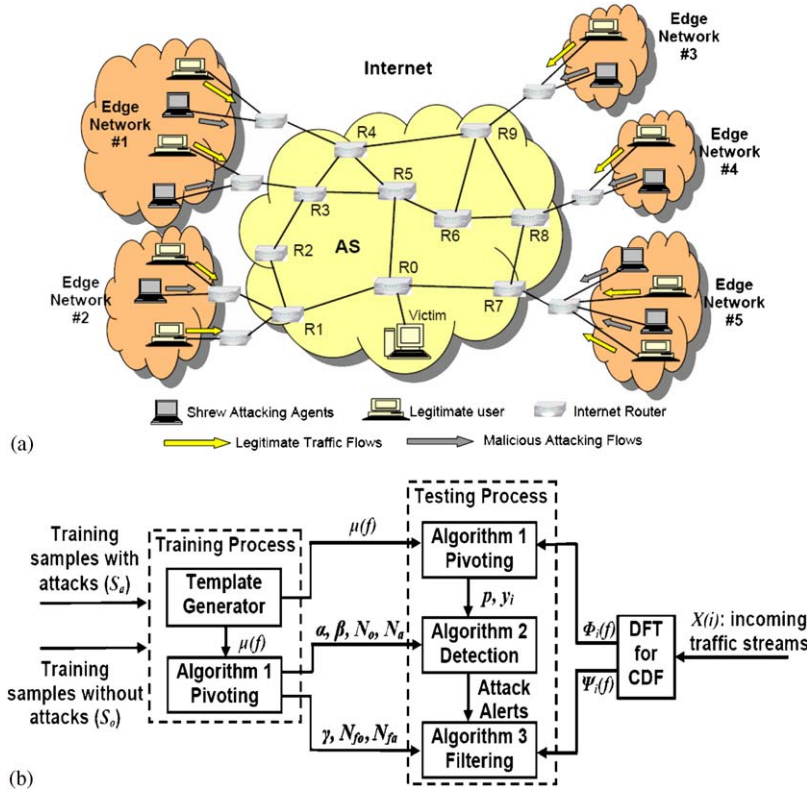 Edge
Network
#3
Internet
Edge
Network
#1
R4
R9
Edge
Network
#4
R5
R3
R6
R8
R2
AS
Edge
Network
#2
R0
R7
Edge
Network
#5
R1
Victim
Shrew Attacking Agents
Legitimate user
Internet Router
Legitimate Traffic Flows
Malicious Attacking Flows
(a)
Testing Process
Training
samples with
attacks (Sa)
Training Process
μ(f)
Algorithm 1
Pivoting
Template
Generator
p, yi
Φi(f)
DFT
for
CDF
X(i): incoming
traffic streams
μ(f)
α, β, No, Na
Algorithm 2
Detection
Ψi(f)
Training
samples without
attacks (So)
Algorithm 1
Pivoting
Attack
Alerts
γ, Nfo, Nfa
Algorithm 3
Filtering
(b)